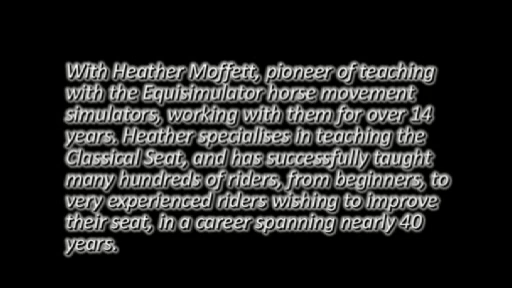 With Heather Moffett, pioneer of teaching
with the Equisimulator horse movement
simulators, working with them for over 14
years. Heather specialises in teaching the
Classical Seat, and has successfully taught
many hundreds of riders, from beginners, to
very experienced riders wishing to improve
their seat, in a career spanning nearly 40
years.